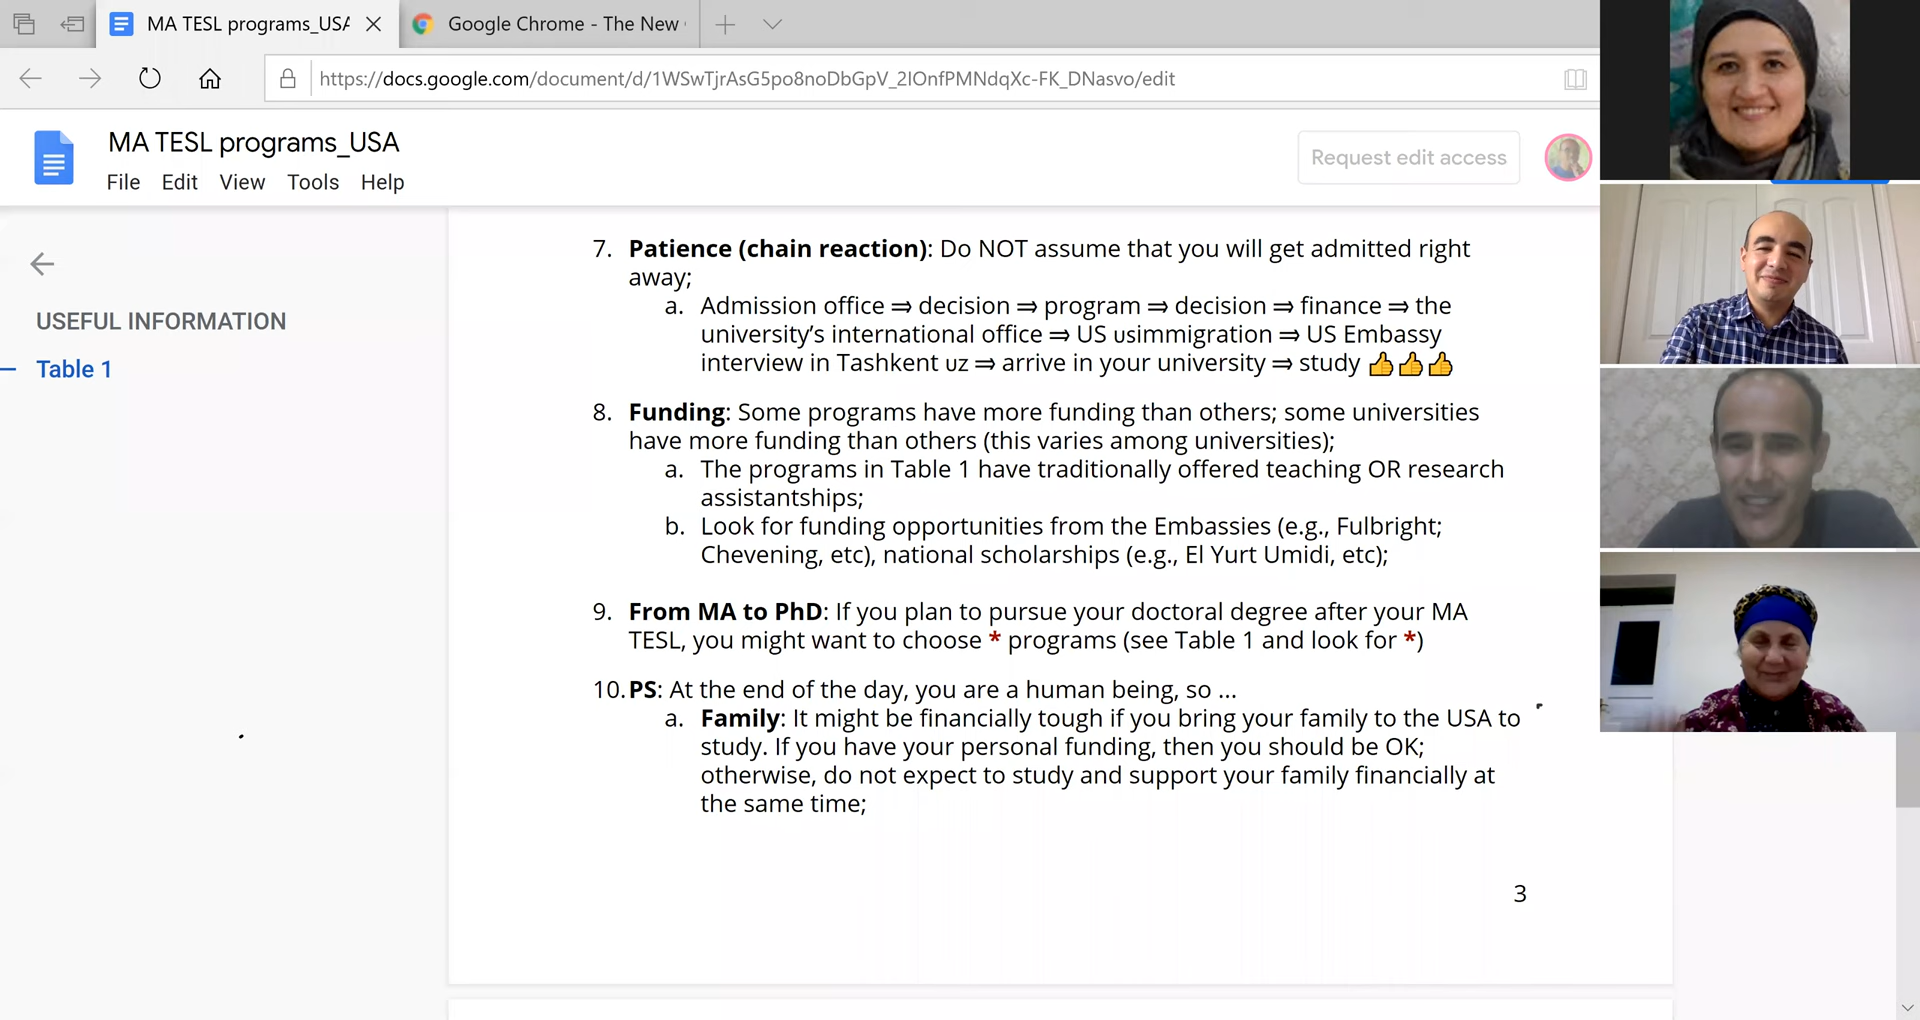 MA TESL programs_USA
Google Chrome - The New
https://docs.google.com/document/d/1WSwTjrAsG5po8noDbGpV_2IOnfPMNdqXc-FK_DNasvo/edit
MA TESL programs_USA
Request edit access
File Edit View Tools Help
USEFUL INFORMATION
Table 1
7. Patience (chain reaction): Do NOT assume that you will get admitted right
away;
a. Admission office ⇒ decision ⇒ program ⇒ decision ⇒ finance ⇒ the
university’s international office ⇒ US usimmigration ⇒ US Embassy
interview in Tashkent uz ⇒ arrive in your university ⇒ study 👍👍👍
8. Funding: Some programs have more funding than others; some universities
have more funding than others (this varies among universities);
a. The programs in Table 1 have traditionally offered teaching OR research
assistantships;
b. Look for funding opportunities from the Embassies (e.g., Fulbright;
Chevening, etc), national scholarships (e.g., El Yurt Umidi, etc);
9. From MA to PhD: If you plan to pursue your doctoral degree after your MA
TESL, you might want to choose * programs (see Table 1 and look for *)
10. PS: At the end of the day, you are a human being, so ...
a. Family: It might be financially tough if you bring your family to the USA to
study. If you have your personal funding, then you should be OK;
otherwise, do not expect to study and support your family financially at
the same time;
3